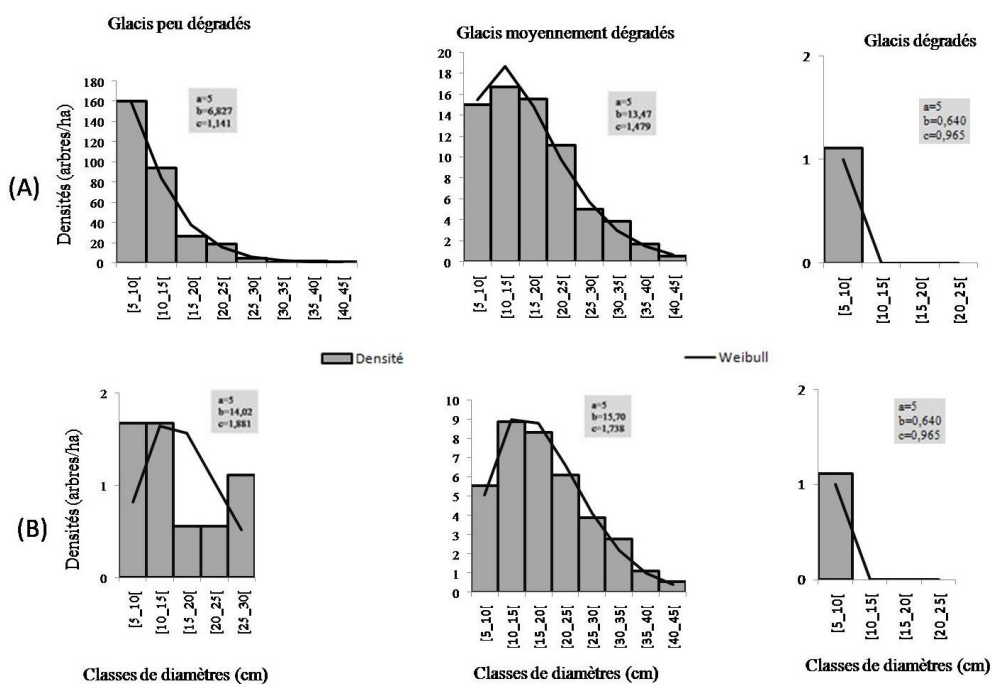 Glacis peu dégradés
Glacis moyennement dégradés
Glacis dégradés
(A)
Densités (arbres/ha)
180
160
140
120
100
80
60
40
20
0
a=5
b=6,827
c=1,141
[5_10[
[10_15[
[15_20[
[20_25[
[25_30[
[30_35[
[35_40[
[40_45[
20
18
16
14
12
10
8
6
4
2
0
a=5
b=13,47
c=1,479
[5_10[
[10_15[
[15_20[
[20_25[
[25_30[
[30_35[
[35_40[
[40_45[
2
1
0
a=5
b=0,640
c=0,965
[5_10[
[10_15[
[15_20[
[20_25[
Densité
Weibull
(B)
Densités (arbres/ha)
2
1
0
a=5
b=14,02
c=1,881
[5_10[
[10_15[
[15_20[
[20_25[
[25_30[
10
9
8
7
6
5
4
3
2
1
0
a=5
b=15,70
c=1,738
[5_10[
[10_15[
[15_20[
[20_25[
[25_30[
[30_35[
[35_40[
[40_45[
2
1
0
a=5
b=0,640
c=0,965
[5_10[
[10_15[
[15_20[
[20_25[
Classes de diamètres (cm)
Classes de diamètres (cm)
Classes de diamètres (cm)